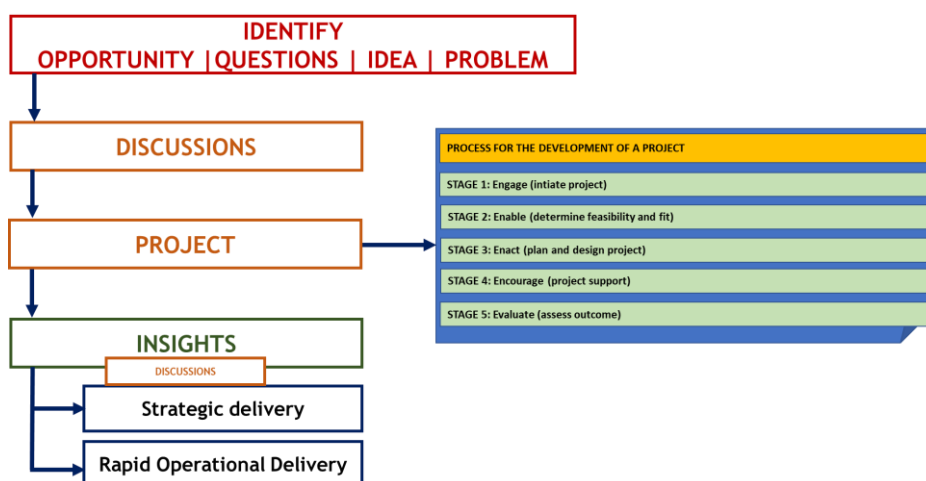 IDENTIFY
OPPORTUNITY |QUESTIONS | IDEA | PROBLEM
DISCUSSIONS
PROJECT
INSIGHTS
DISCUSSIONS
Strategic delivery
Rapid Operational Delivery
PROCESS FOR THE DEVELOPMENT OF A PROJECT
STAGE 1: Engage (intiate project)
STAGE 2: Enable (determine feasibility and fit)
STAGE 3: Enact (plan and design project)
STAGE 4: Encourage (project support)
STAGE 5: Evaluate (assess outcome)